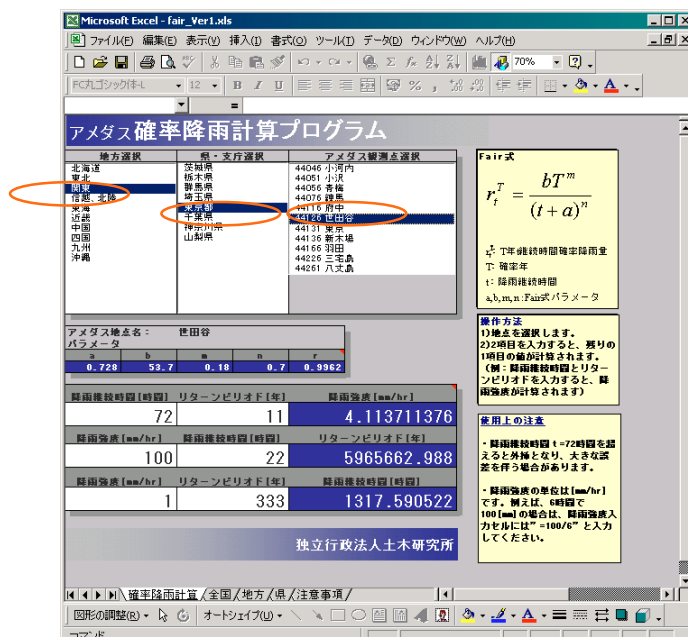 Microsoft Excel - fair_Ver1.xls
ファイル(F) 編集(E) 表示(V) 挿入(I) 書式(O) ツール(T) データ(D) ウィンドウ(W) ヘルプ(H)
70%
FC丸ゴシック体-L 12 B I U
=
アメダス確率降雨計算プログラム
地方選択
北海道
東北
関東
信越、北陸
東海
近畿
中国
四国
九州
沖縄
県・支庁選択
茨城県
栃木県
群馬県
埼玉県
東京都
千葉県
神奈川県
山梨県
アメダス観測点選択
44046 小河内
44051 小沢
44056 青梅
44076 練馬
44116 府中
44126 世田谷
44131 東京
44136 新木場
44166 羽田
44226 三宅島
44261 八丈島
Fair式
r_t^T = bT^m / (t + a)^n
r_t^T: T年t継続時間確率降雨量
T: 確率年
t: 降雨継続時間
a,b,m,n:Fair式パラメータ
アメダス地点名: 世田谷
パラメータ
a b m n r
0.728 53.7 0.18 0.7 0.9962
降雨継続時間[時間] リターンピリオド[年] 降雨強度[mm/hr]
72 11 4.113711376
降雨強度[mm/hr] 降雨継続時間[時間] リターンピリオド[年]
100 22 5965662.988
降雨強度[mm/hr] リターンピリオド[年] 降雨継続時間[時間]
1 333 1317.590522
独立行政法人土木研究所
操作方法
1)地点を選択します。
2)2項目を入力すると、残りの
1項目の値が計算されます。
(例:降雨継続時間とリター
ンピリオドを入力すると、降
雨強度が計算されます)
使用上の注意
・降雨継続時間t=72時間を超
えると外挿となり、大きな誤
差を伴う場合があります。
・降雨強度の単位は[mm/hr]
です。例えば、6時間で
100[mm]の場合は、降雨強度入
力セルには"=100/6"と入力
してください。
確率降雨計算/全国/地方/県/注意事項/
図形の調整(R) オートシェイプ(U)
コマンド